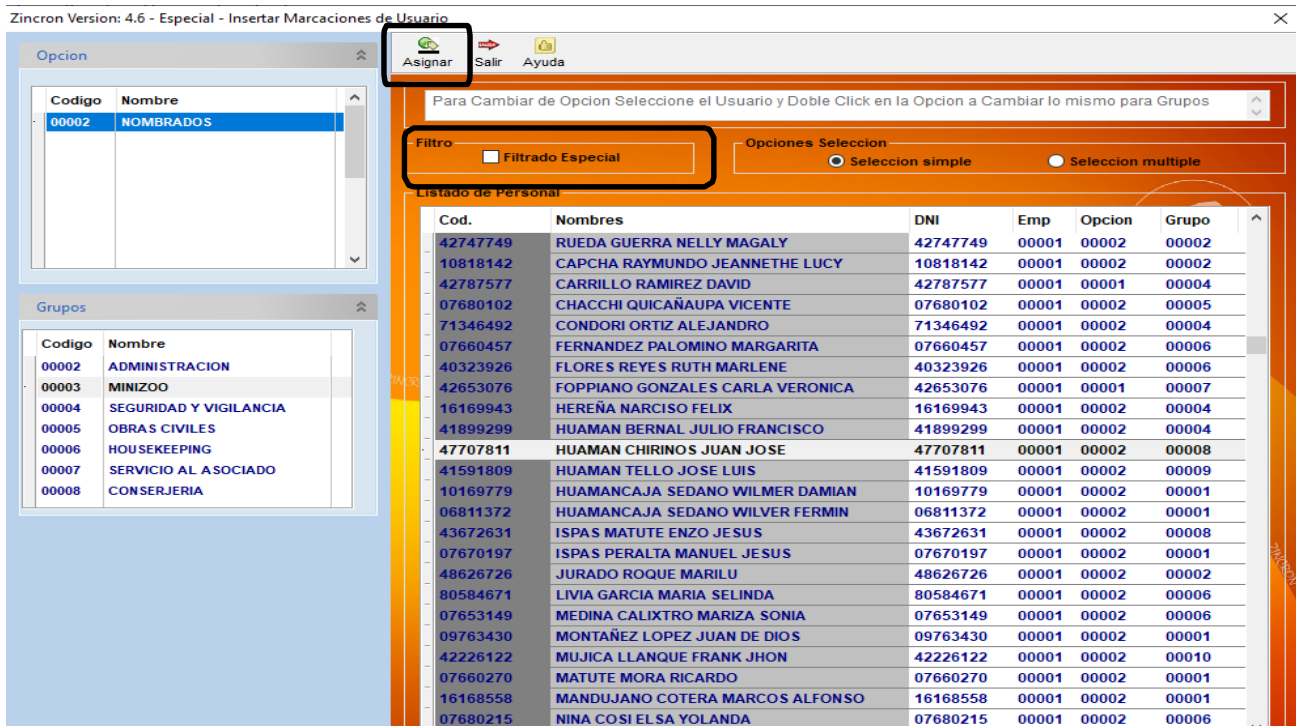 Zincron Version: 4.6 - Especial - Insertar Marcaciones de Usuario
Opcion
Codigo Nombre
00002 NOMBRADOS
Grupos
Codigo Nombre
00002 ADMINISTRACION
00003 MINIZOO
00004 SEGURIDAD Y VIGILANCIA
00005 OBRAS CIVILES
00006 HOUSEKEEPING
00007 SERVICIO AL ASOCIADO
00008 CONSERJERIA
Asignar Salir Ayuda
Para Cambiar de Opcion Seleccione el Usuario y Doble Click en la Opcion a Cambiar lo mismo para Grupos
Filtro
Filtrado Especial
Opciones Seleccion
Seleccion simple Seleccion multiple
Listado de Personal
Cod. Nombres DNI Emp Opcion Grupo
42747749 RUEDA GUERRA NELLY MAGALY 42747749 00001 00002 00002
10818142 CAPCHA RAYMUNDO JEANNETHE LUCY 10818142 00001 00002 00002
42787577 CARRILLO RAMIREZ DAVID 42787577 00001 00001 00004
07680102 CHACCHI QUICAÑAUPA VICENTE 07680102 00001 00002 00005
71346492 CONDORI ORTIZ ALEJANDRO 71346492 00001 00002 00004
07660457 FERNANDEZ PALOMINO MARGARITA 07660457 00001 00002 00006
40323926 FLORES REYES RUTH MARLENE 40323926 00001 00002 00006
42653076 FOPPIANO GONZALES CARLA VERONICA 42653076 00001 00001 00007
16169943 HEREÑA NARCISO FELIX 16169943 00001 00002 00004
41899299 HUAMAN BERNAL JULIO FRANCISCO 41899299 00001 00002 00004
47707811 HUAMAN CHIRINOS JUAN JOSE 47707811 00001 00002 00008
41591809 HUAMAN TELLO JOSE LUIS 41591809 00001 00002 00009
10169779 HUAMANCAJA SEDANO WILMER DAMIAN 10169779 00001 00002 00001
06811372 HUAMANCAJA SEDANO WILVER FERMIN 06811372 00001 00002 00001
43672631 ISPAS MATUTE ENZO JESUS 43672631 00001 00002 00008
07670197 ISPAS PERALTA MANUEL JESUS 07670197 00001 00002 00001
48626726 JURADO ROQUE MARILU 48626726 00001 00002 00002
80584671 LIVIA GARCIA MARIA SELINDA 80584671 00001 00002 00006
07653149 MEDINA CALIXTRO MARIZA SONIA 07653149 00001 00002 00006
09763430 MONTAÑEZ LOPEZ JUAN DE DIOS 09763430 00001 00002 00001
42226122 MUJICA LLANQUE FRANK JHON 42226122 00001 00002 00010
07660270 MATUTE MORA RICARDO 07660270 00001 00002 00001
16168558 MANDUJANO COTERA MARCOS ALFONSO 16168558 00001 00002 00001
07680215 NINA COSI ELSA YOLANDA 07680215 00001 00002 00006